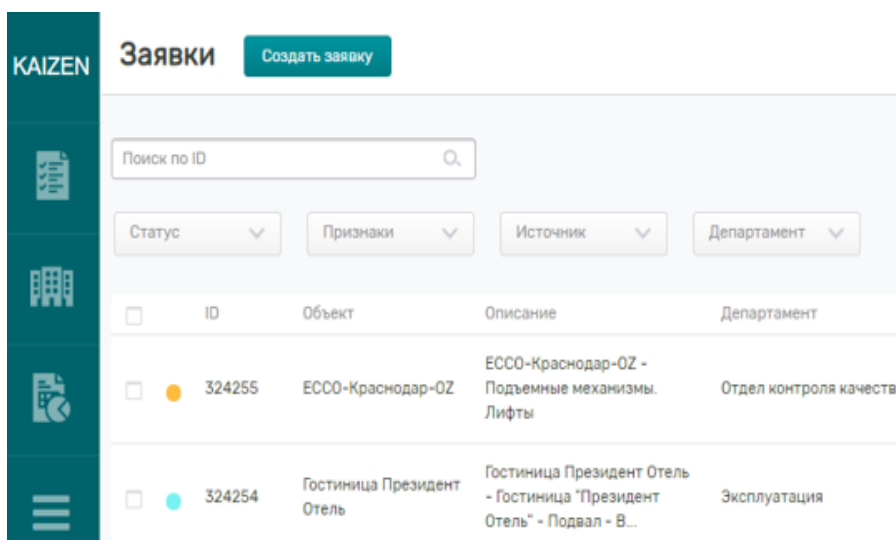 KAIZEN
Заявки
Создать заявку
Поиск по ID
Статус
Признаки
Источник
Департамент
ID
Объект
Описание
Департамент
324255
ЕССО-Краснодар-OZ
ЕССО-Краснодар-OZ -
Подъемные механизмы.
Лифты
Отдел контроля качеств
324254
Гостиница Президент
Отель
Гостиница Президент Отель
- Гостиница "Президент
Отель" - Подвал - В...
Эксплуатация